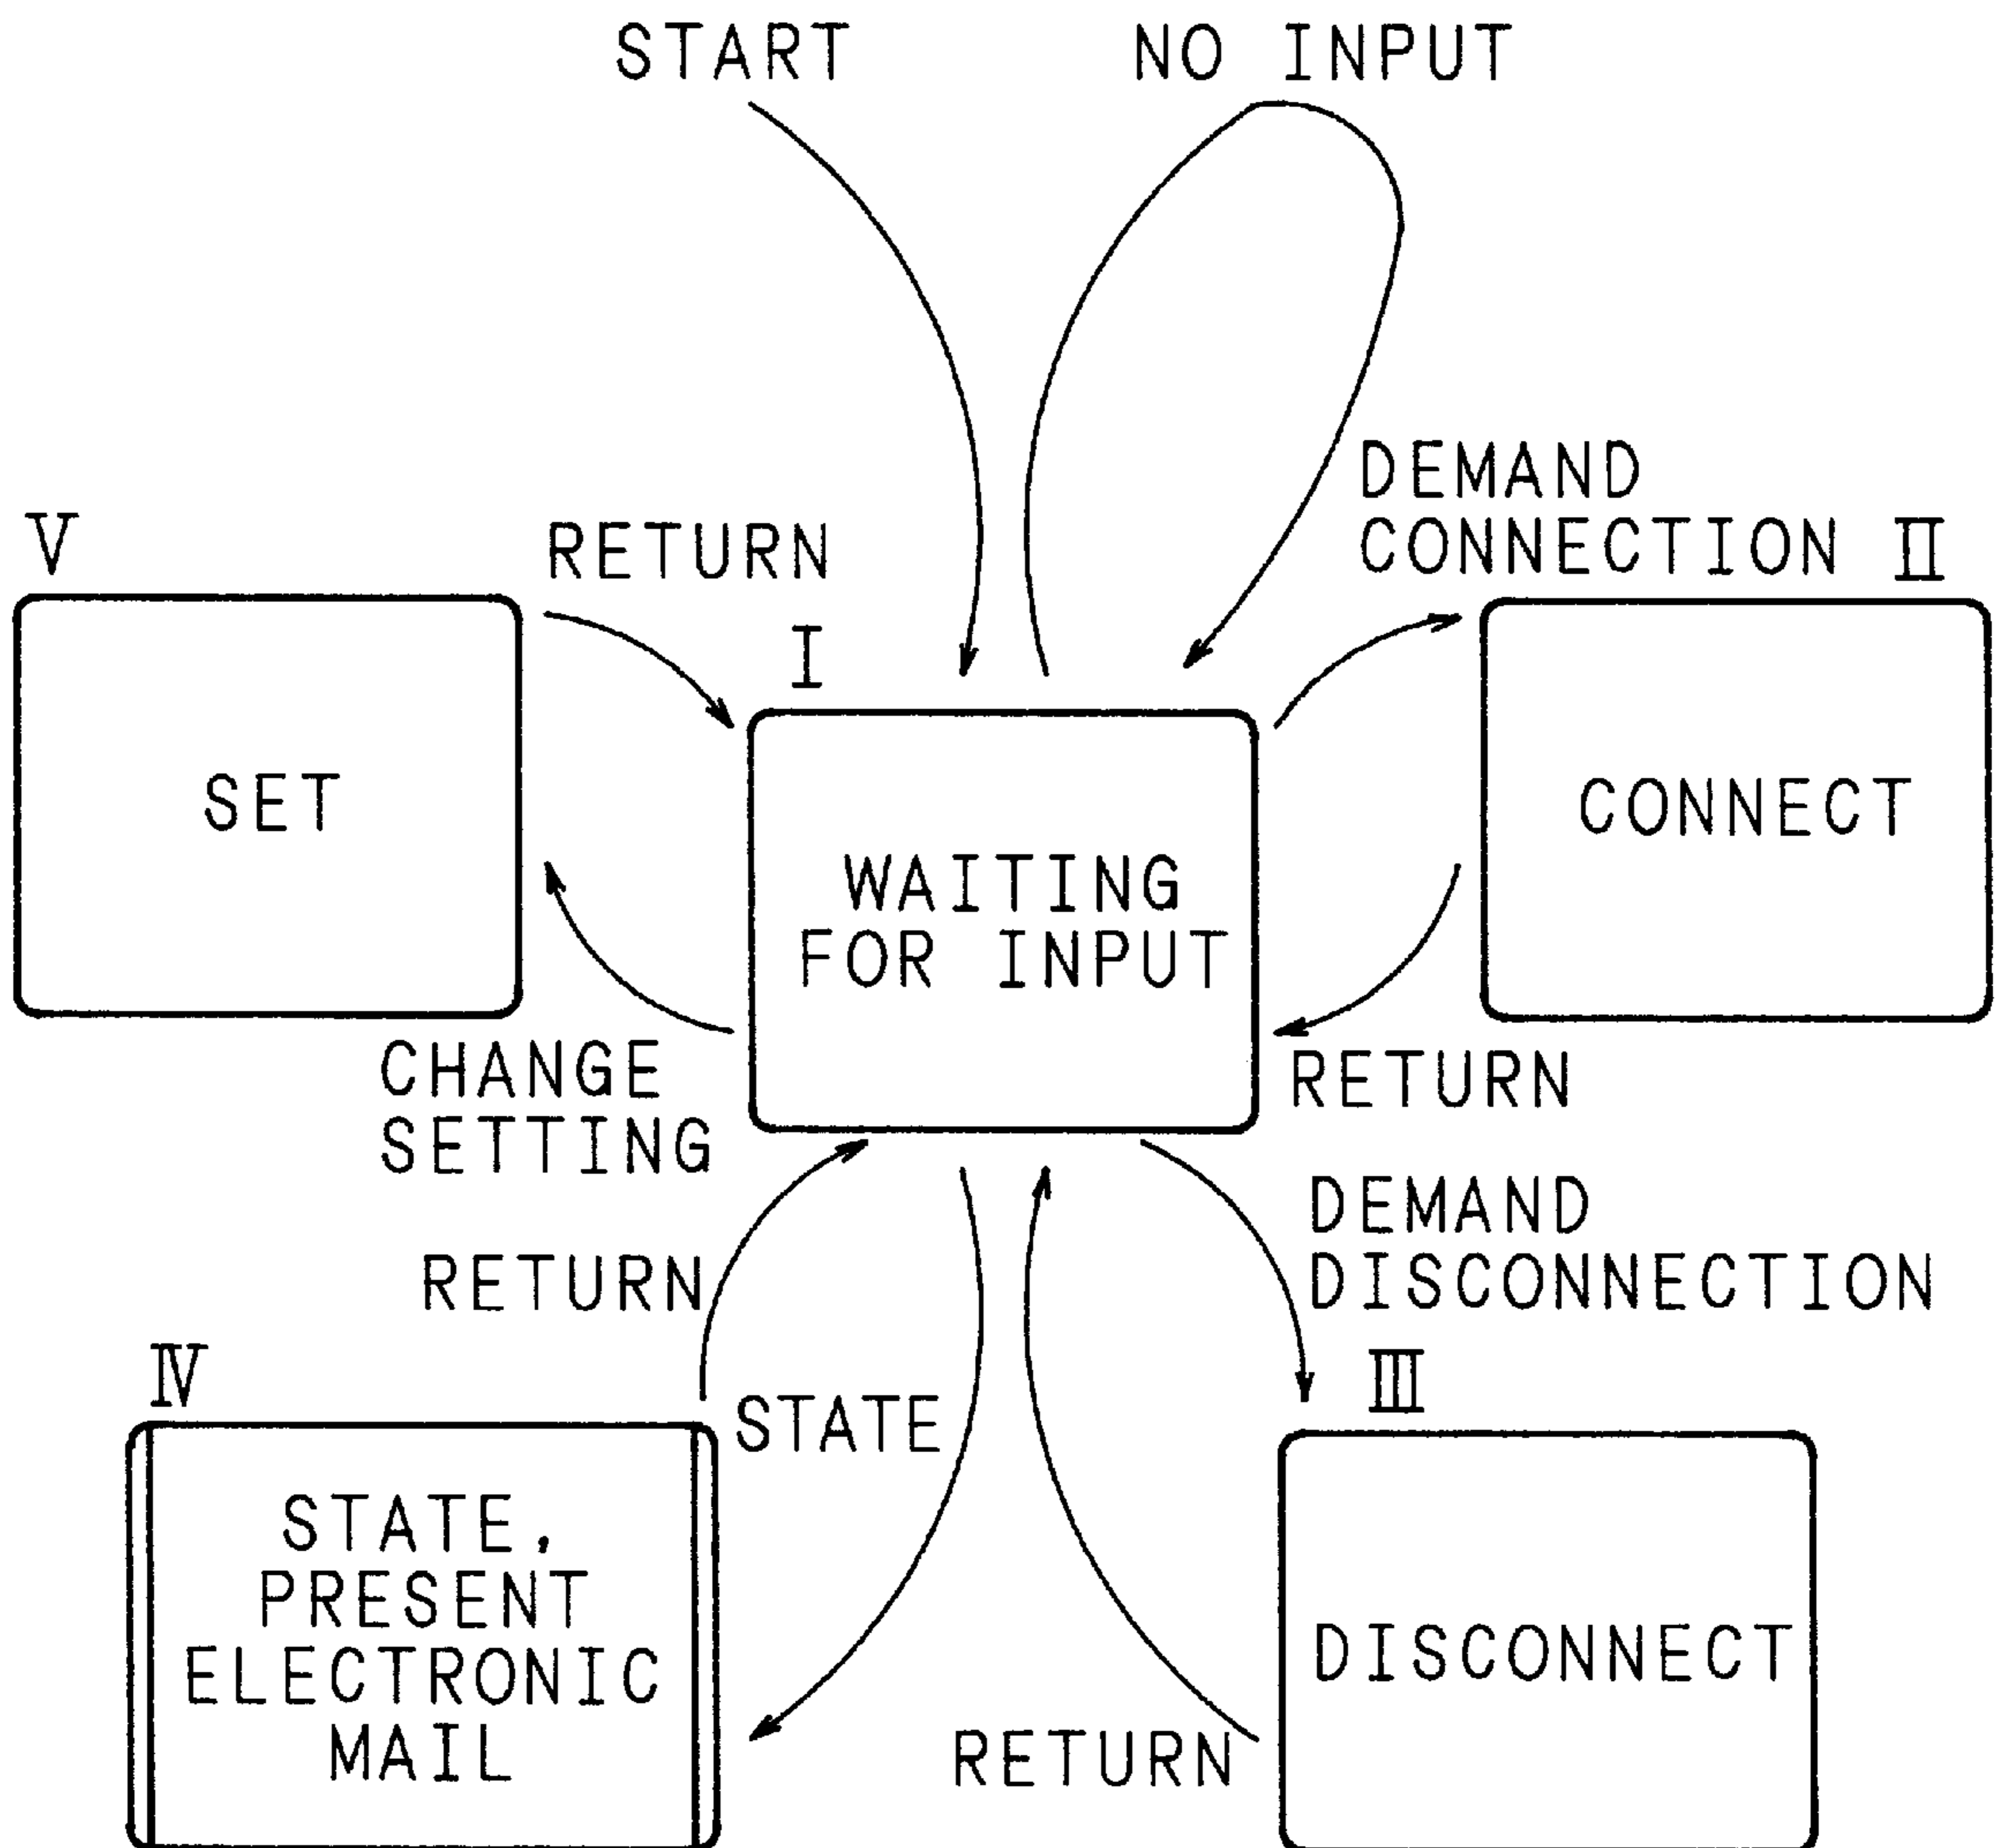 START
NO INPUT
DEMAND
CONNECTION
II
V
RETURN
I
SET
CONNECT
WAITING
FOR INPUT
CHANGE
SETTING
RETURN
DEMAND
DISCONNECTION
RETURN
IV
III
STATE
STATE,
PRESENT
ELECTRONIC
MAIL
DISCONNECT
RETURN